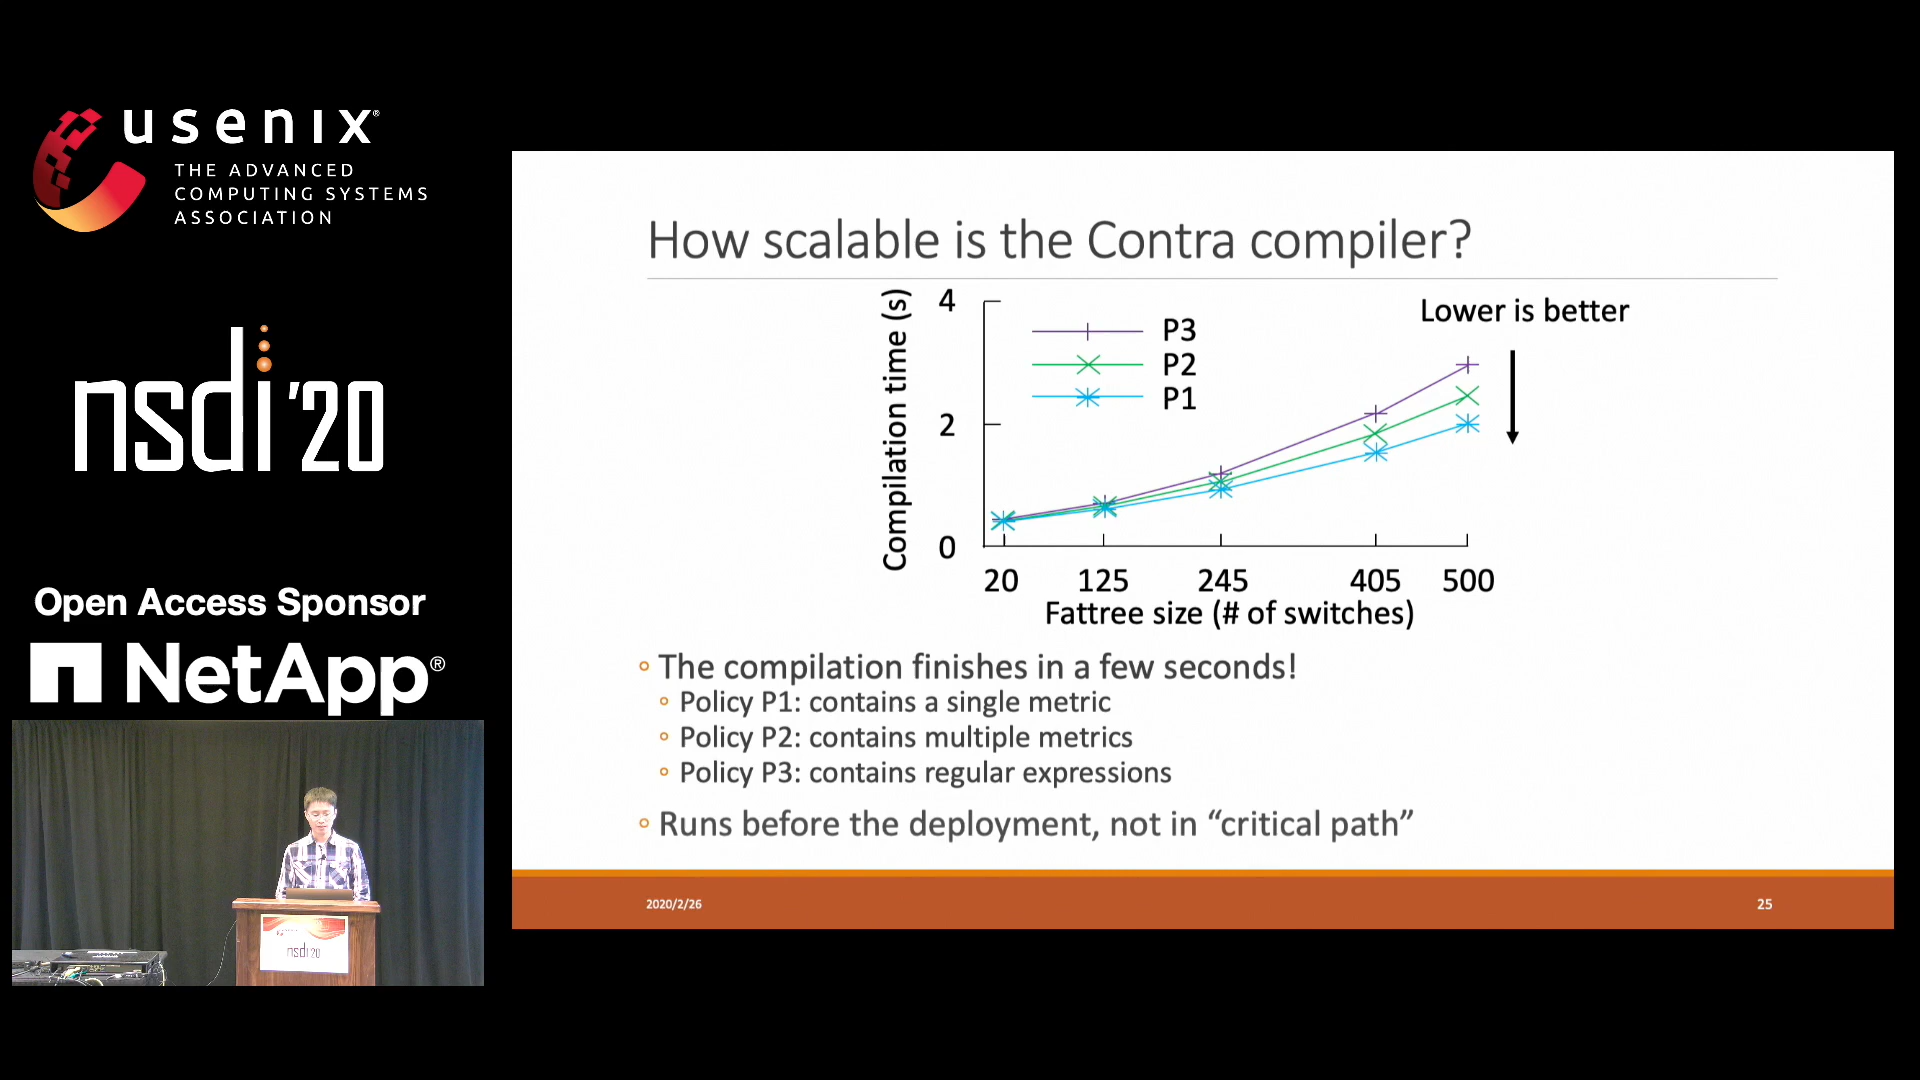 usenix®
THE ADVANCED
COMPUTING SYSTEMS
ASSOCIATION
nsdi '20
Open Access Sponsor
NetApp®
nsdi 20
How scalable is the Contra compiler?
Compilation time (s)
4
2
0
P3
P2
P1
Lower is better
20 125 245 405 500
Fattree size (# of switches)
The compilation finishes in a few seconds!
Policy P1: contains a single metric
Policy P2: contains multiple metrics
Policy P3: contains regular expressions
Runs before the deployment, not in “critical path”
2020/2/26
25